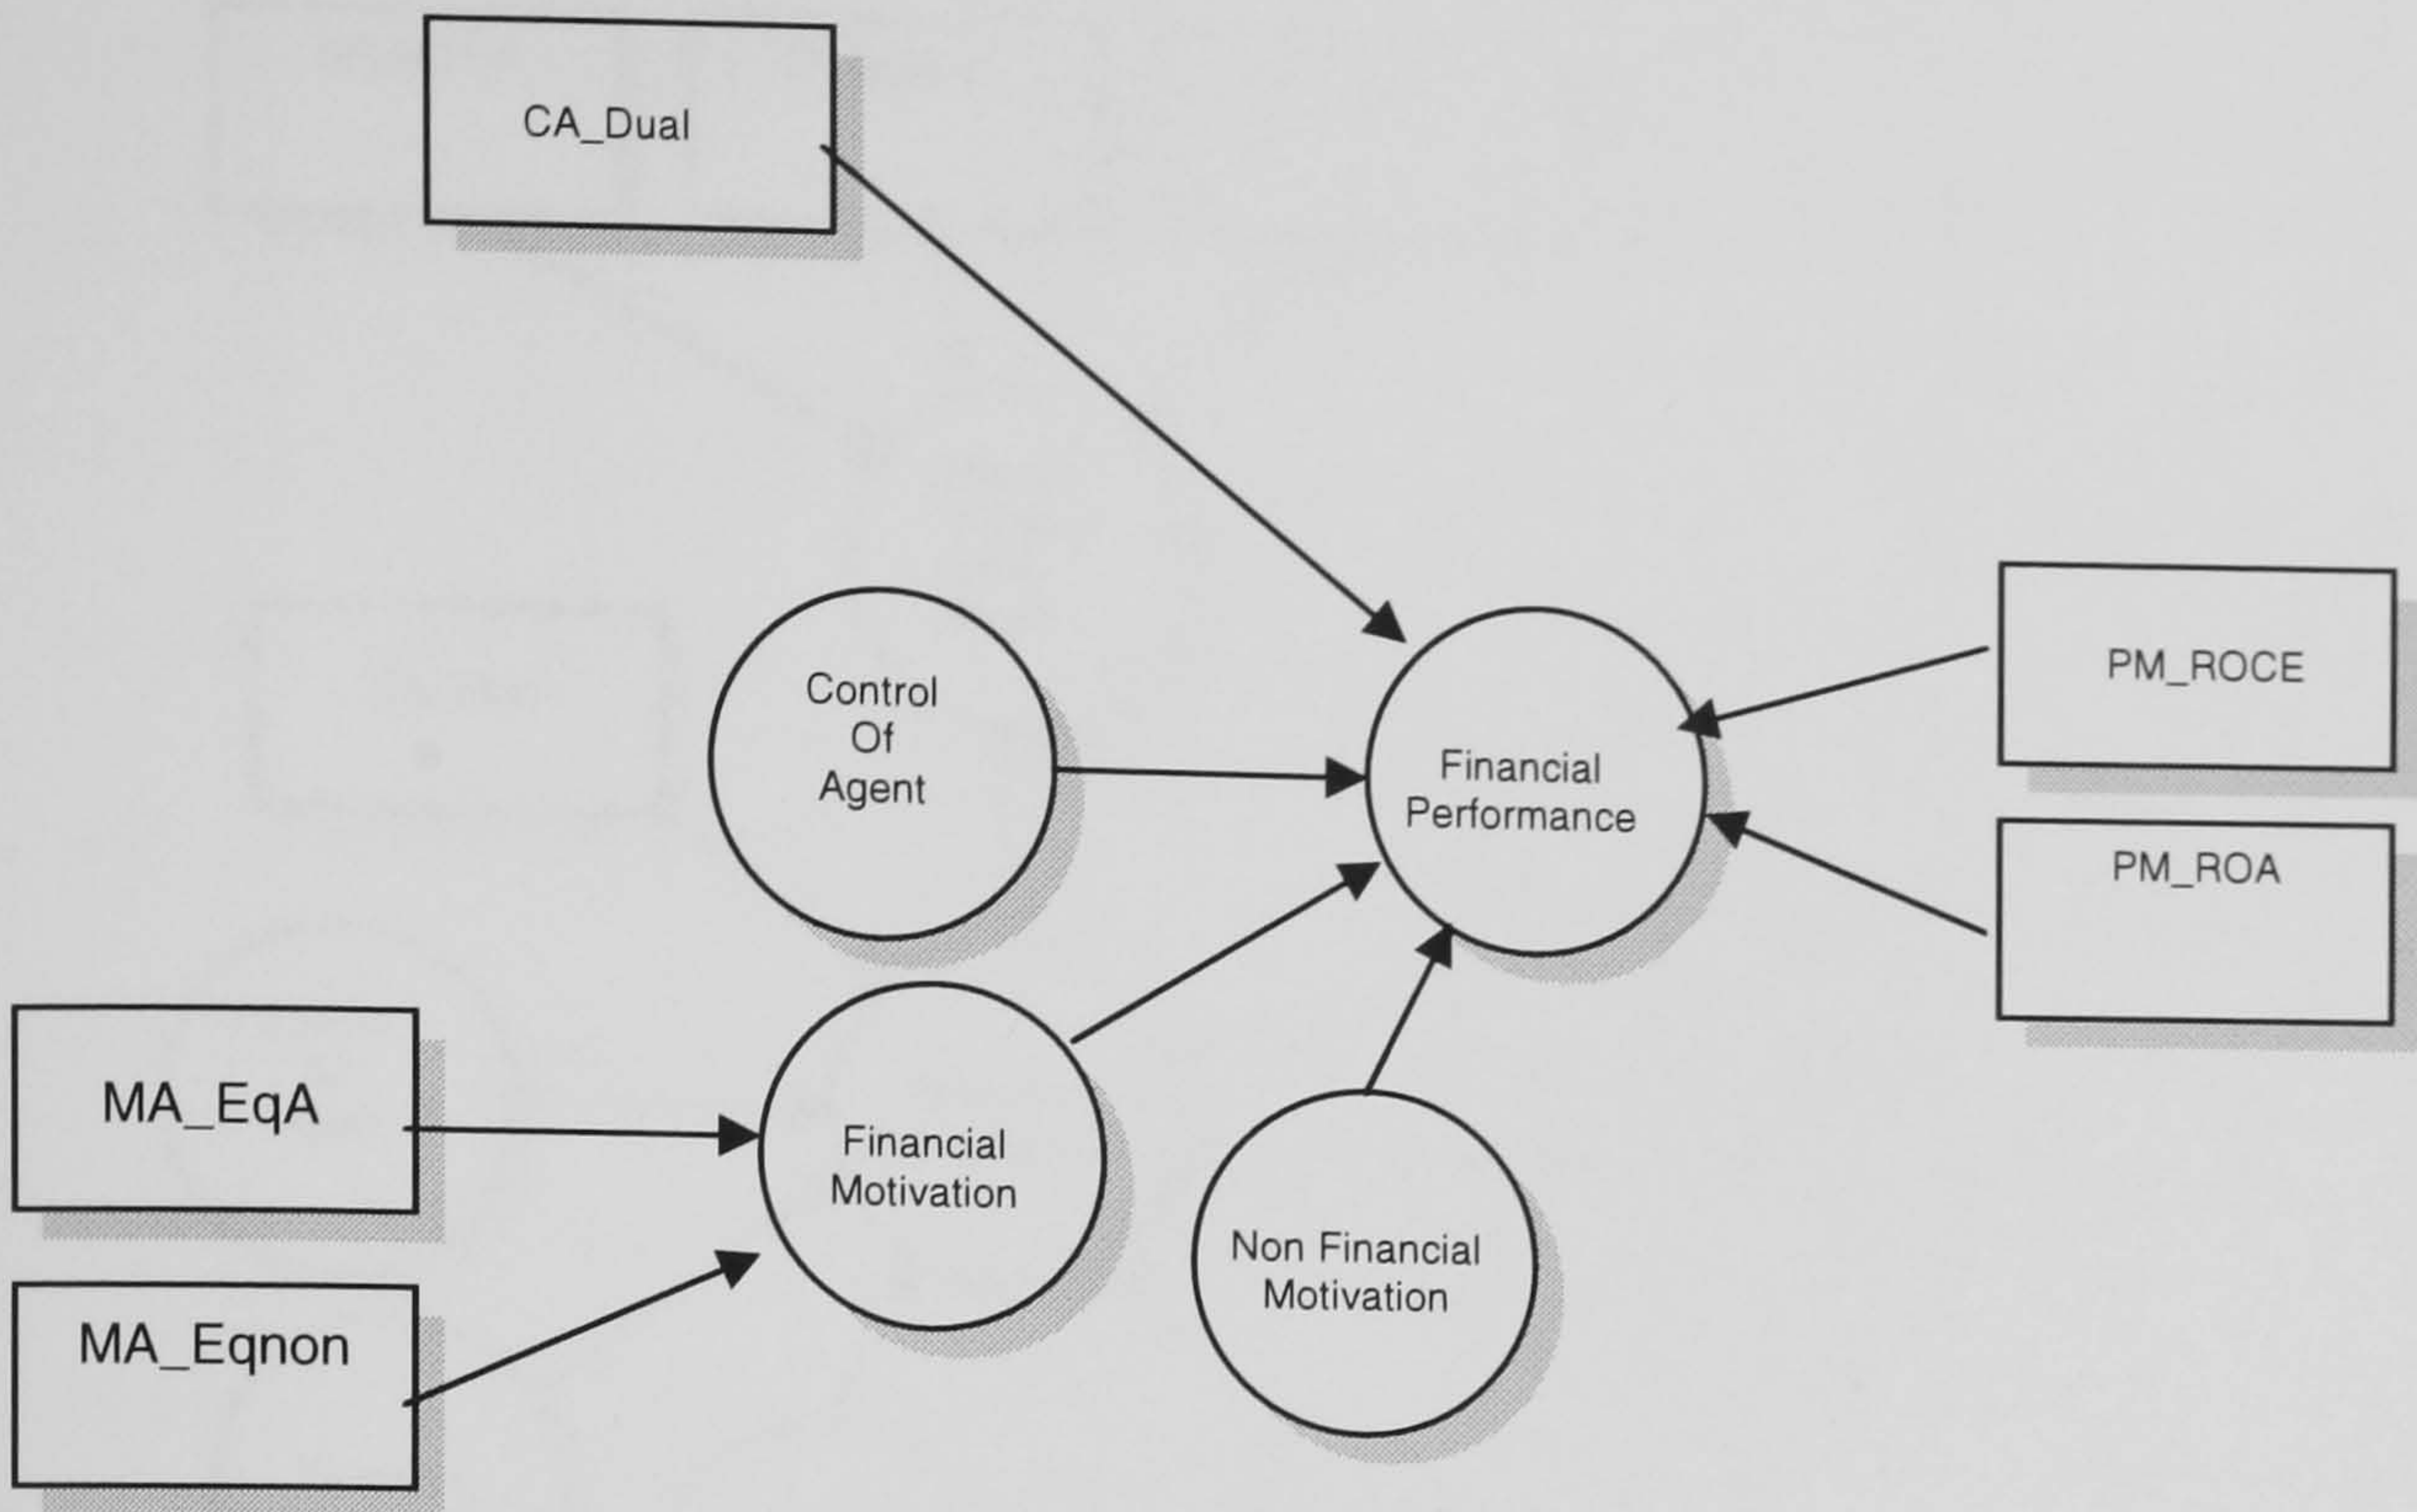 CA_Dual
Control
Of
Agent
Financial
Performance
PM_ROCE
PM_ROA
MA_EqA
Financial
Motivation
MA_Eqnon
Non Financial
Motivation